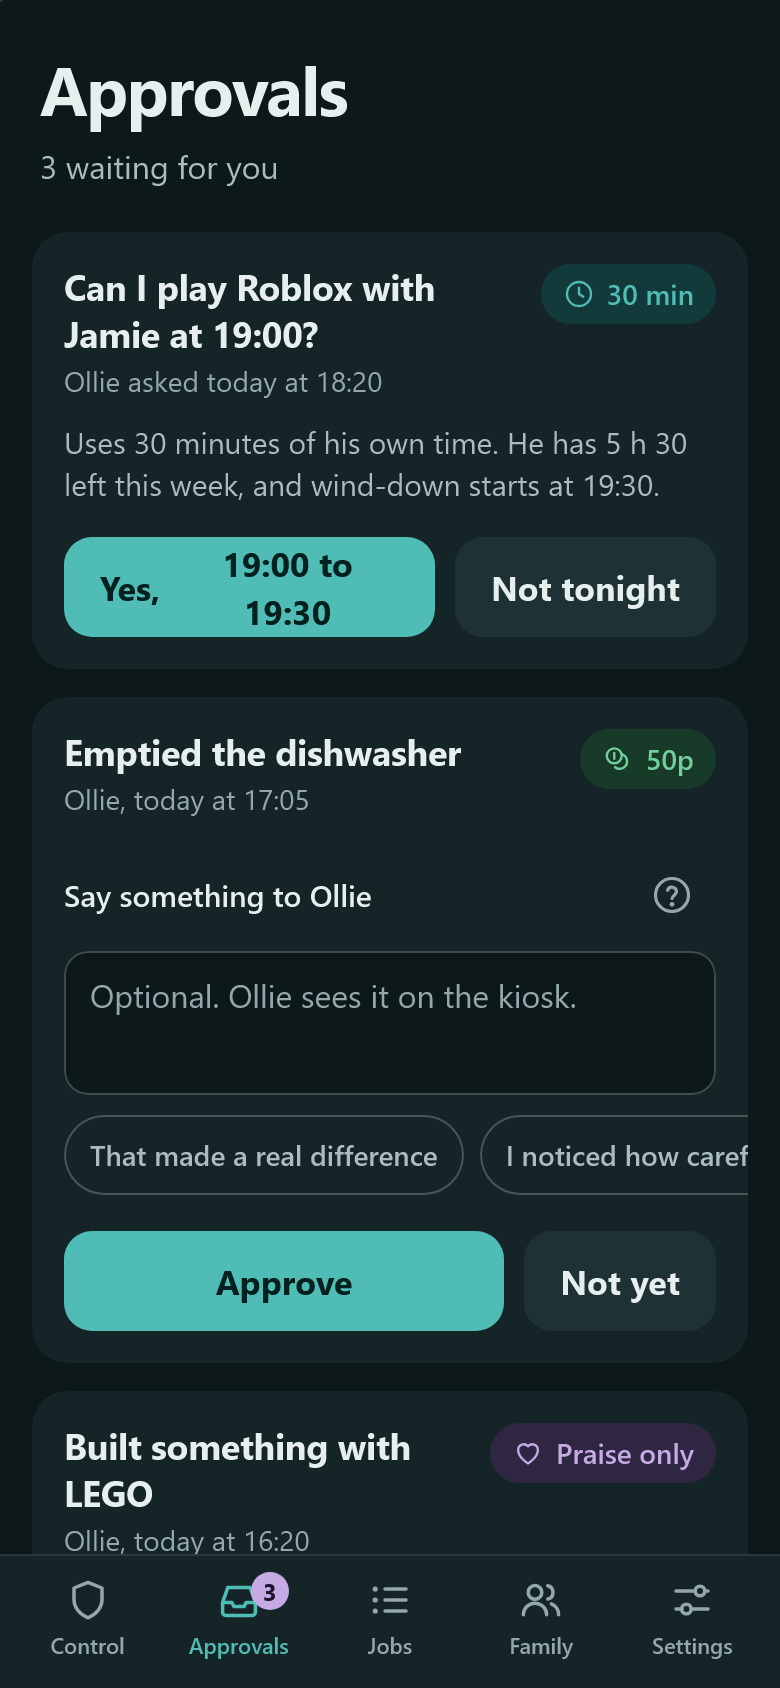 Approvals
3 waiting for you
Can I play Roblox with
Jamie at 19:00?
30 min
Ollie asked today at 18:20
Uses 30 minutes of his own time. He has 5 h 30
left this week, and wind-down starts at 19:30.
Yes, 19:00 to
19:30
Not tonight
Emptied the dishwasher
50p
Ollie, today at 17:05
Say something to Ollie
Optional. Ollie sees it on the kiosk.
That made a real difference
I noticed how caref
Approve
Not yet
Built something with
LEGO
Praise only
Ollie, today at 16:20
3
Control
Approvals
Jobs
Family
Settings